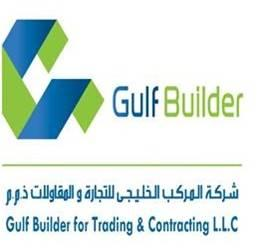 Gulf Builder
شركة المركب الخليجي للتجارة و المقاولات ذ.م.م
Gulf Builder for Trading & Contracting L.L.C